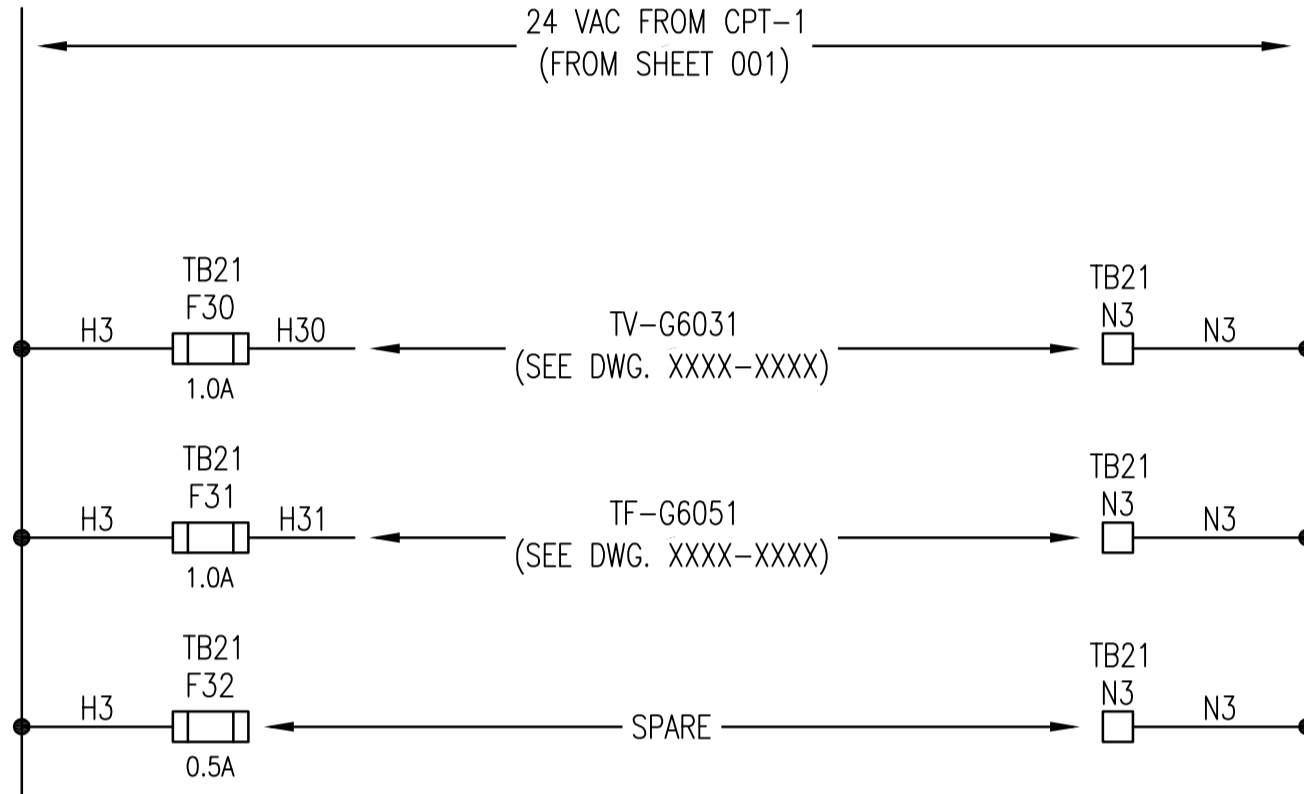 24 VAC FROM CPT-1
(FROM SHEET 001)
TB21
F30
H3
H30
1.0A
TV-G6031
(SEE DWG. XXXX-XXXX)
TB21
N3
N3
TB21
F31
H3
H31
1.0A
TF-G6051
(SEE DWG. XXXX-XXXX)
TB21
N3
N3
TB21
F32
H3
0.5A
SPARE
TB21
N3
N3